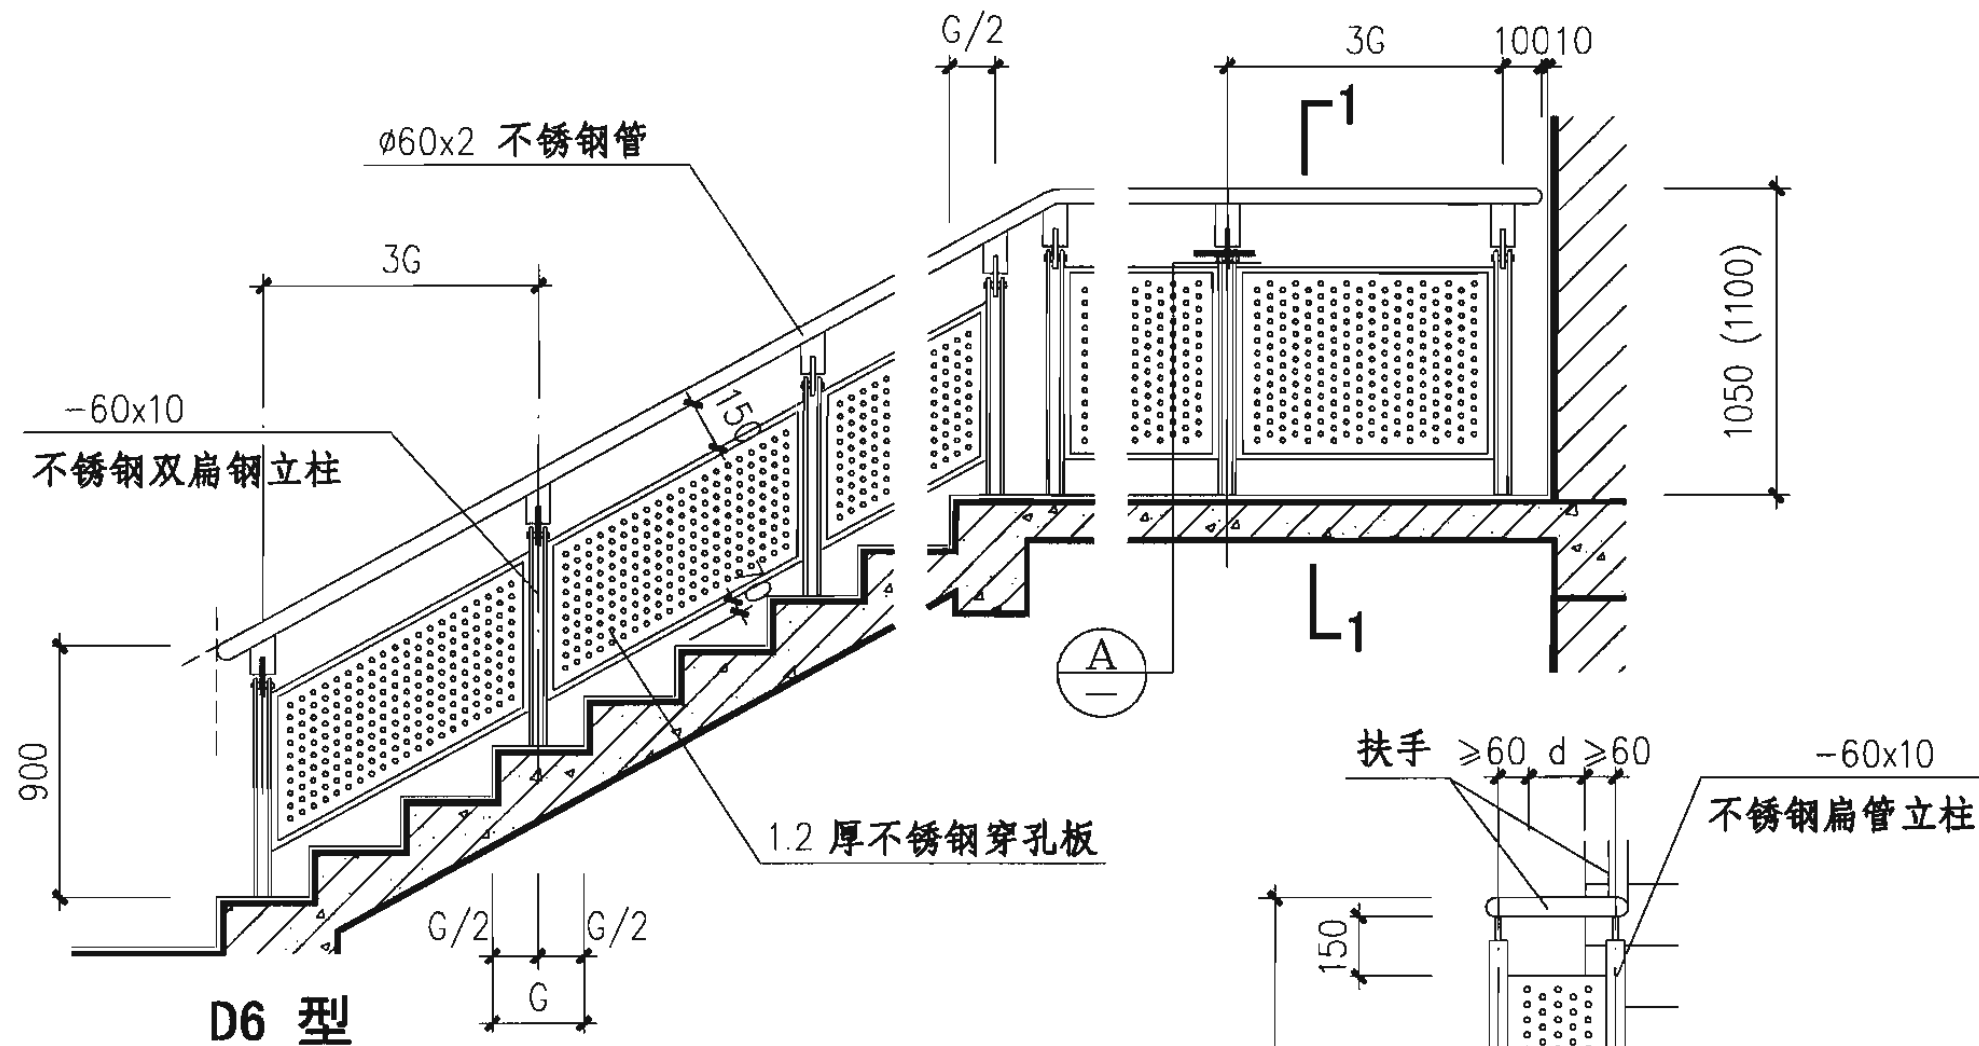 G/2
3G
100 10
1
ø60x2 不锈钢管
3G
1050 (1100)
-60x10
不锈钢双扁钢立柱
150
70
1
A
900
扶手 ≥60 d ≥60
-60x10
不锈钢扁管立柱
1.2 厚不锈钢穿孔板
G/2 G/2
150
G
D6 型